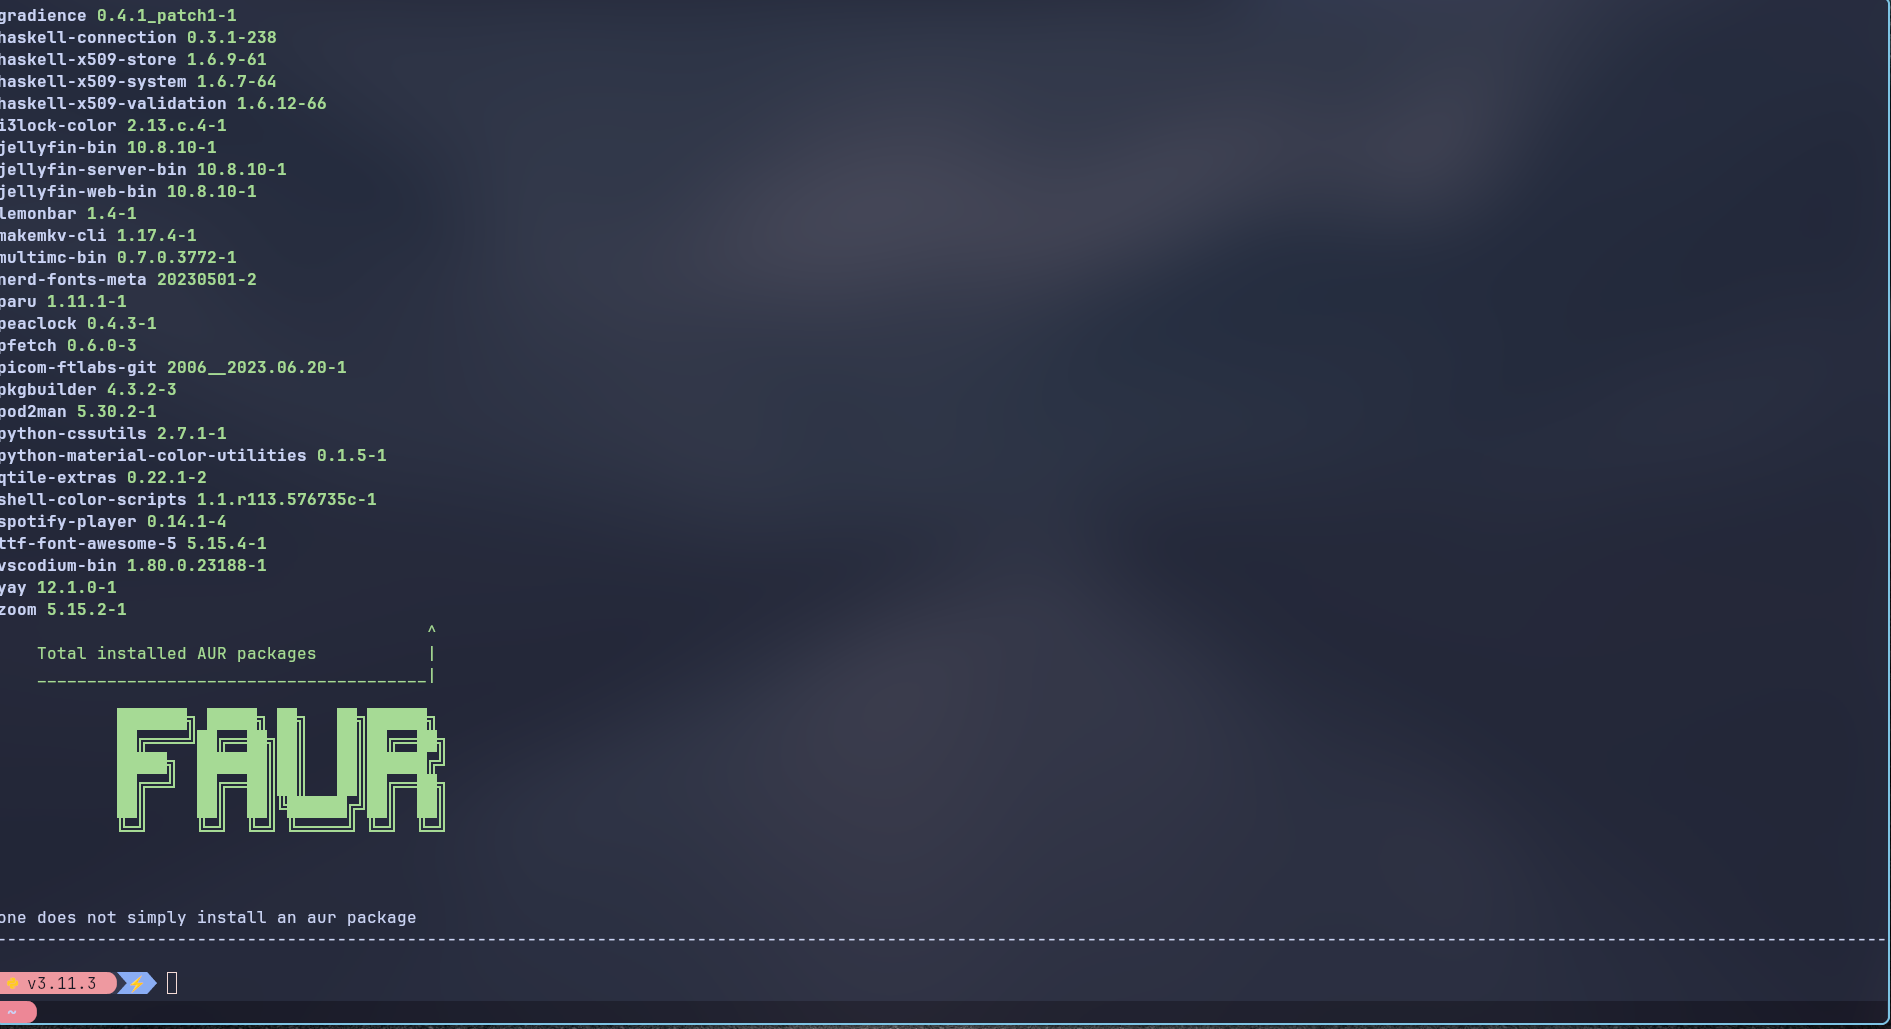 gradience 0.4.1_patch1-1
haskell-connection 0.3.1-238
haskell-x509-store 1.6.9-61
haskell-x509-system 1.6.7-64
haskell-x509-validation 1.6.12-66
i3lock-color 2.13.c.4-1
jellyfin-bin 10.8.10-1
jellyfin-server-bin 10.8.10-1
jellyfin-web-bin 10.8.10-1
lemonbar 1.4-1
makemkv-cli 1.17.4-1
multimc-bin 0.7.0.3772-1
nerd-fonts-meta 20230501-2
paru 1.11.1-1
peaclock 0.4.3-1
pfetch 0.6.0-3
picom-ftlabs-git 2006__2023.06.20-1
pkgbuilder 4.3.2-3
pod2man 5.30.2-1
python-cssutils 2.7.1-1
python-material-color-utilities 0.1.5-1
qtile-extras 0.22.1-2
shell-color-scripts 1.1.r113.576735c-1
spotify-player 0.14.1-4
ttf-font-awesome-5 5.15.4-1
vscodium-bin 1.80.0.23188-1
yay 12.1.0-1
zoom 5.15.2-1
^
Total installed AUR packages |
_______________________________________|
FAUR
one does not simply install an aur package
v3.11.3
~